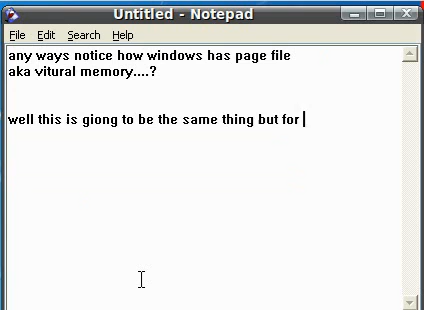 Untitled - Notepad
File Edit Search Help
any ways notice how windows has page file
aka vitural memory....?
well this is giong to be the same thing but for